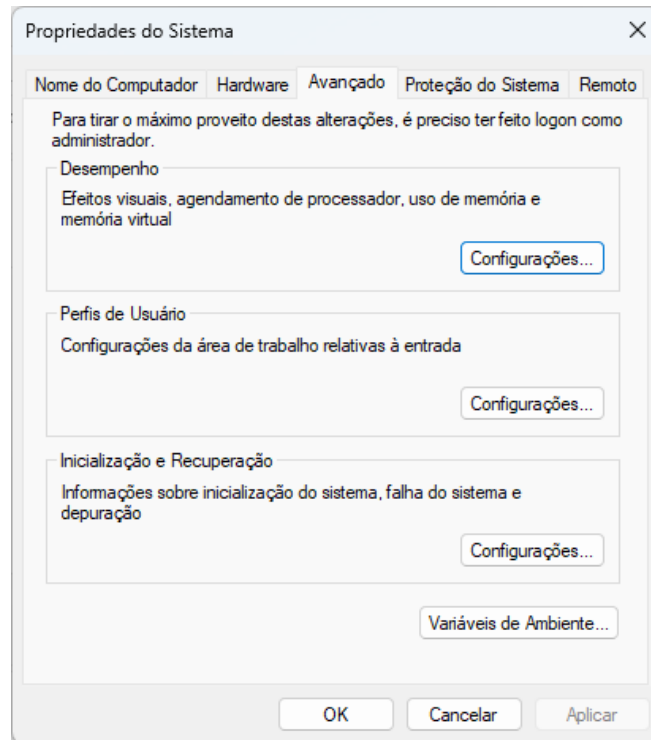 Propriedades do Sistema
Nome do Computador Hardware Avançado Proteção do Sistema Remoto
Para tirar o máximo proveito destas alterações, é preciso ter feito logon como
administrador.
Desempenho
Efeitos visuais, agendamento de processador, uso de memória e
memória virtual
Configurações...
Perfis de Usuário
Configurações da área de trabalho relativas à entrada
Configurações...
Inicialização e Recuperação
Informações sobre inicialização do sistema, falha do sistema e
depuração
Configurações...
Variáveis de Ambiente...
OK Cancelar Aplicar